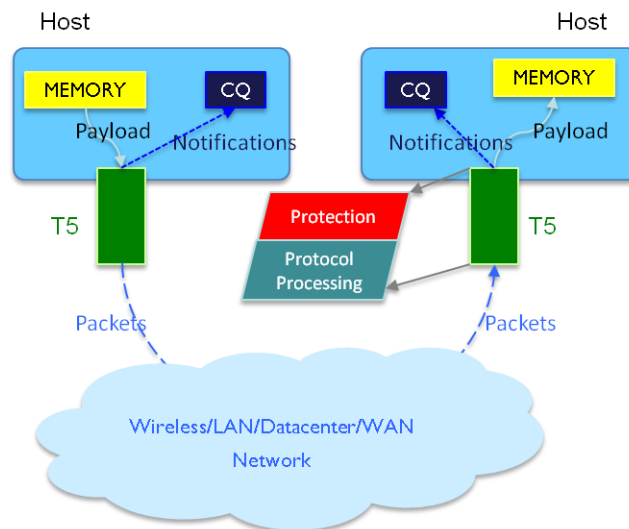 Host
Host
MEMORY
CQ
Payload
Notifications
T5
CQ
MEMORY
Notifications
Payload
T5
Protection
Protocol
Processing
Packets
Packets
Wireless/LAN/Datacenter/WAN
Network